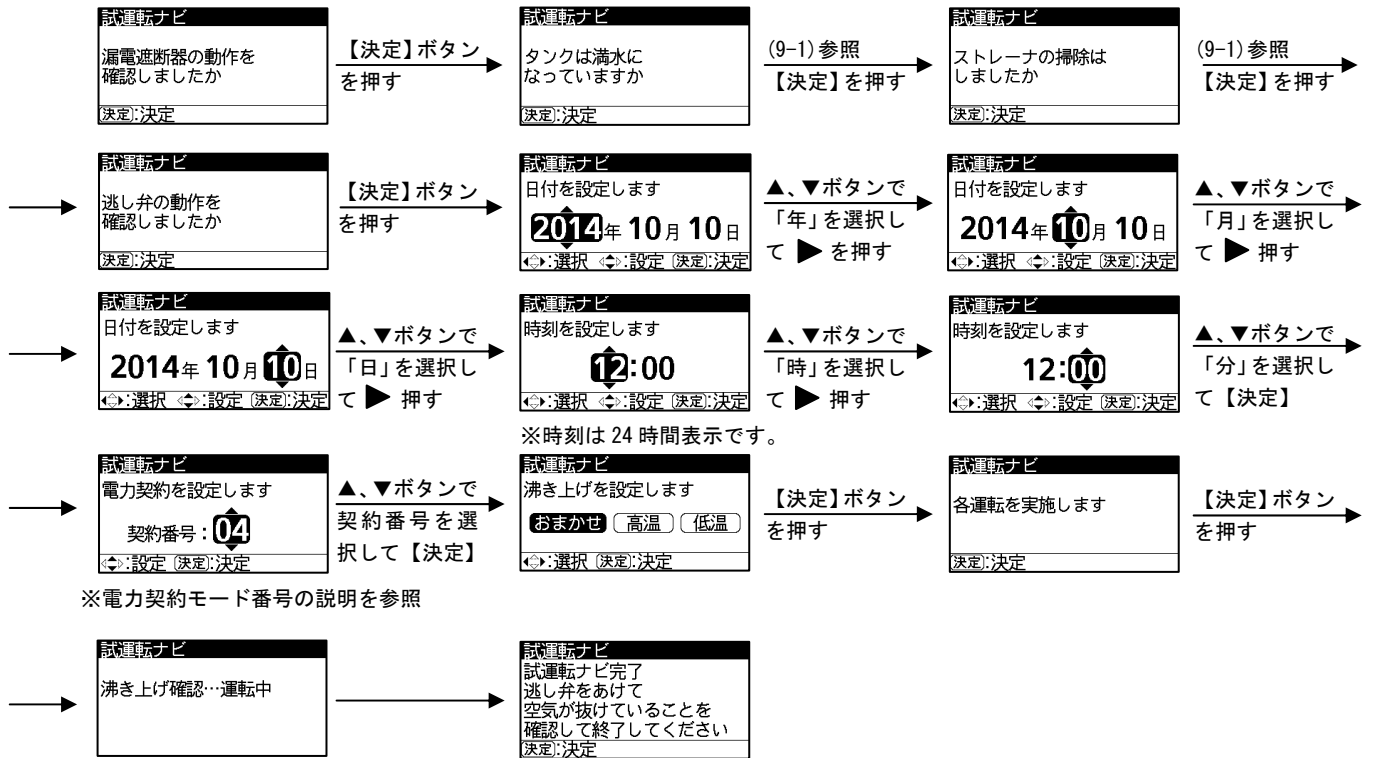 試運転ナビ
漏電遮断器の動作を
確認しましたか
決定:決定
【決定】ボタン
を押す
試運転ナビ
タンクは満水に
なっていますか
決定:決定
(9-1)参照
【決定】を押す
試運転ナビ
ストレーナの掃除は
しましたか
決定:決定
(9-1)参照
【決定】を押す
試運転ナビ
逃し弁の動作を
確認しましたか
決定:決定
【決定】ボタン
を押す
試運転ナビ
日付を設定します
2014年 10月 10日
:選択 :設定 決定:決定
▲、▼ボタンで
「年」を選択し
て ▶ を押す
試運転ナビ
日付を設定します
2014年 10月 10日
:選択 :設定 決定:決定
▲、▼ボタンで
「月」を選択し
て ▶ 押す
試運転ナビ
日付を設定します
2014年 10月 10日
:選択 :設定 決定:決定
▲、▼ボタンで
「日」を選択し
て ▶ 押す
試運転ナビ
時刻を設定します
12:00
:選択 :設定 決定:決定
※時刻は 24 時間表示です。
▲、▼ボタンで
「時」を選択し
て ▶ 押す
試運転ナビ
時刻を設定します
12:00
:選択 :設定 決定:決定
▲、▼ボタンで
「分」を選択し
て【決定】
試運転ナビ
電力契約を設定します
契約番号:04
:設定 決定:決定
※電力契約モード番号の説明を参照
▲、▼ボタンで
契約番号を選
択して【決定】
試運転ナビ
沸き上げを設定します
おまかせ 高温 低温
:選択 決定:決定
【決定】ボタン
を押す
試運転ナビ
各運転を実施します
決定:決定
【決定】ボタン
を押す
試運転ナビ
沸き上げ確認…運転中
試運転ナビ
試運転ナビ完了
逃し弁をあけて
空気が抜けていることを
確認して終了してください
決定:決定